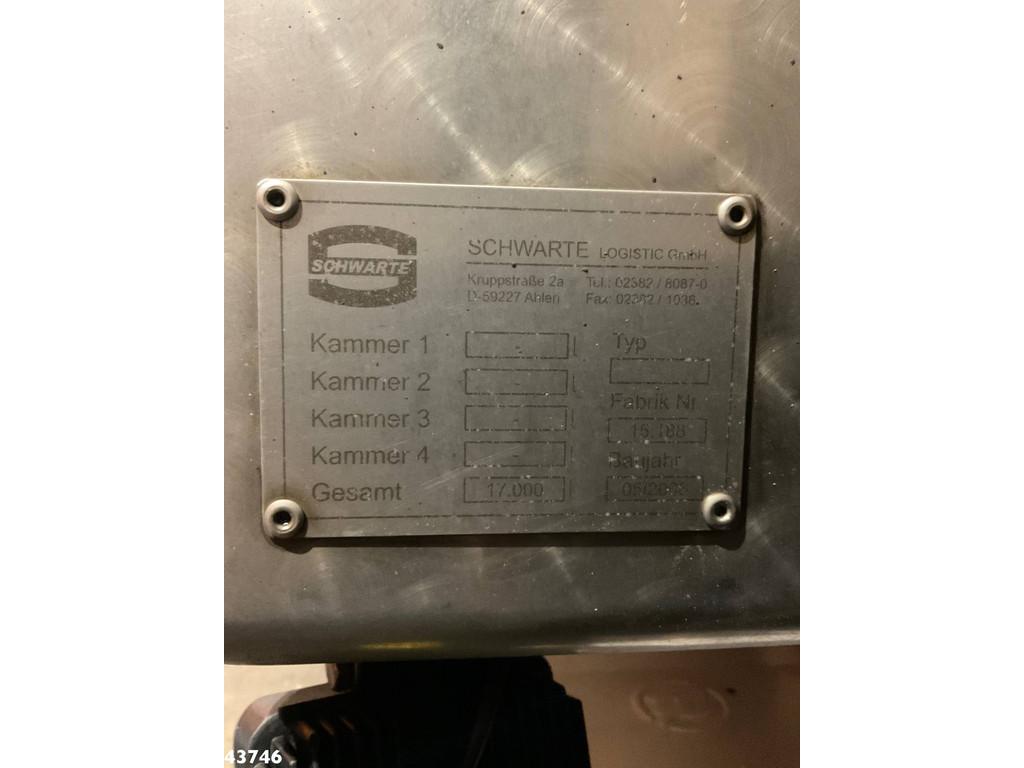 SCHWARTE
SCHWARTE LOGISTIC GmbH
Kruppstraße 2a Tel.: 02382 / 8087-0
D-59227 Ahlen Fax: 02382 /
Kammer 1 - l
Kammer 2 - l
Kammer 3 - l
Kammer 4 - l
Gesamt 17.000 l
Typ
Fabrik Nr.
15.188
Baujahr
43746